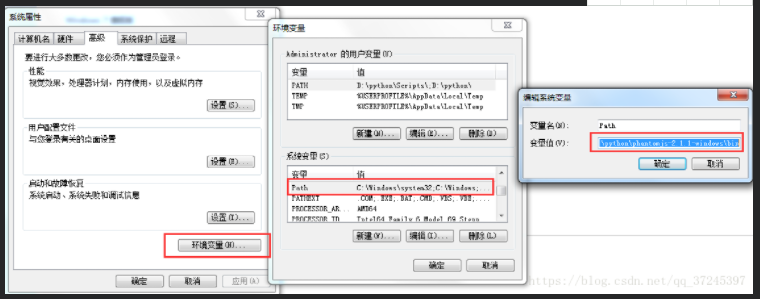 系统属性
计算机名 硬件 高级 系统保护 远程
要进行大多数更改，您必须作为管理员登录。
性能
视觉效果，处理器计划，内存使用，以及虚拟内存
设置(S)...
用户配置文件
与您登录有关的桌面设置
设置(E)...
启动和故障恢复
系统启动、系统失败和调试信息
设置(T)...
环境变量(N)...
确定 取消 应用(A)
环境变量
Administrator 的用户变量(U)
变量 值
PATH D:\python\Scripts\;D:\python\
TEMP %USERPROFILE%\AppData\Local\Temp
TMP %USERPROFILE%\AppData\Local\Temp
新建(N)... 编辑(E)... 删除(D)
系统变量(S)
变量 值
Path C:\Windows\system32;C:\Windows;...
PATHEXT .COM;.EXE;.BAT;.CMD;.VBS;.VBE;...
PROCESSOR_AR... AMD64
PROCESSOR_ID Intel64 Family 6 Model 69 Stepp
新建(W)... 编辑(I)... 删除(L)
确定 取消
编辑系统变量
变量名(N): Path
变量值(V): \python\phantomjs-2.1.1-windows\bin
确定 取消
https://blog.csdn.net/qq_37245397